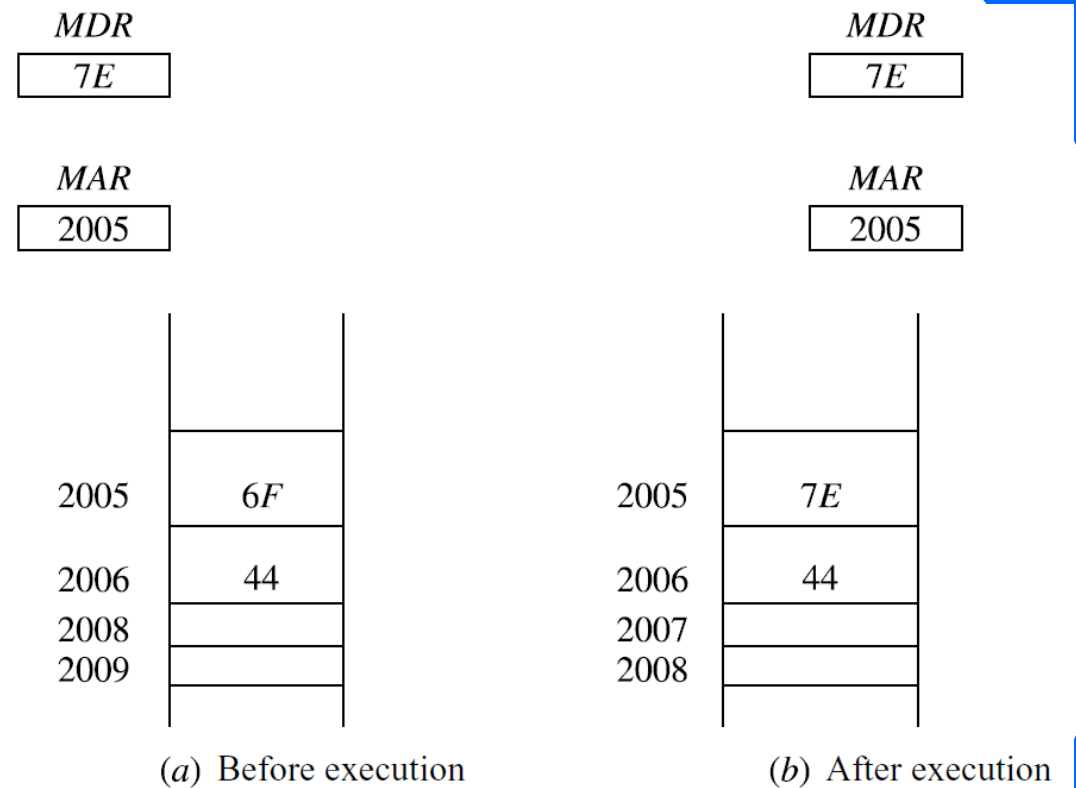 MDR
7E
MAR
2005
2005 6F
2006 44
2008
2009
(a) Before execution
MDR
7E
MAR
2005
2005 7E
2006 44
2007
2008
(b) After execution